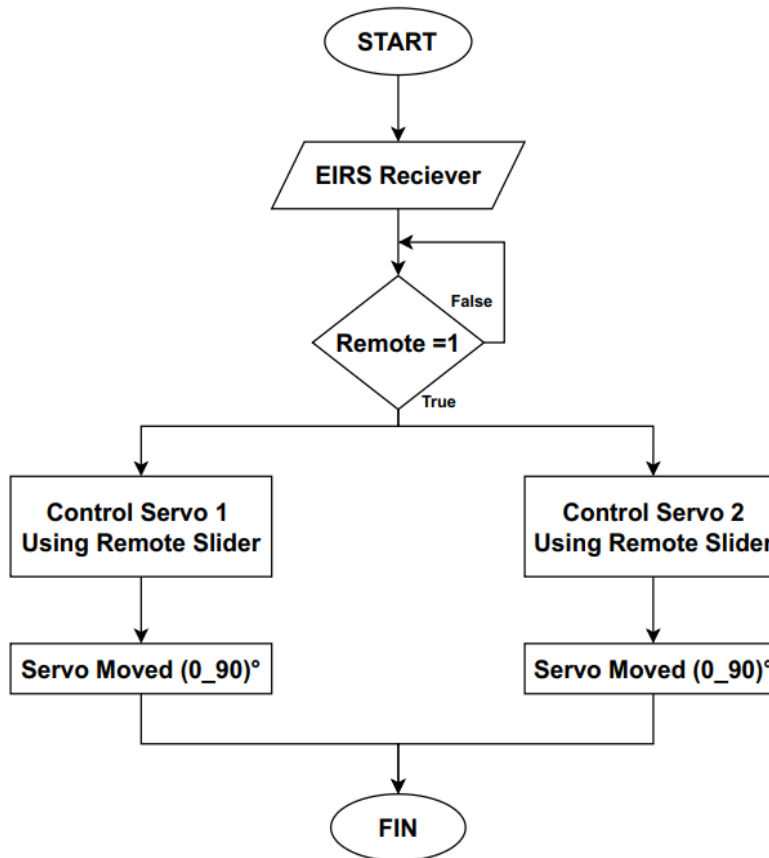 START
EIRS Reciever
False
Remote =1
True
Control Servo 1
Using Remote Slider
Control Servo 2
Using Remote Slider
Servo Moved (0_90)°
Servo Moved (0_90)°
FIN